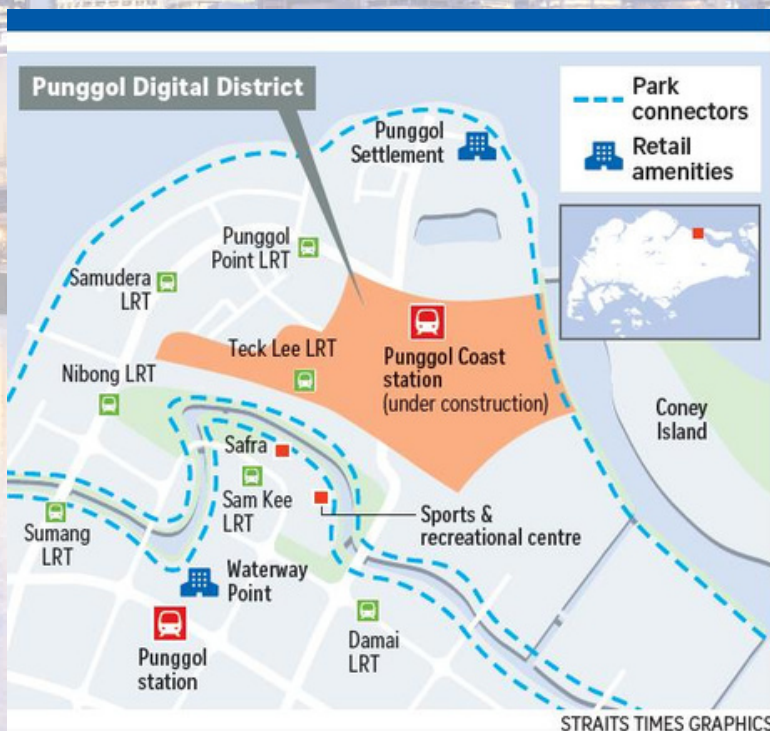 Punggol Digital District
Park
connectors
Retail
amenities
Punggol
Settlement
Punggol
Point LRT
Samudera
LRT
Teck Lee LRT
Punggol Coast
station
(under construction)
Nibong LRT
Coney
Island
Safra
Sam Kee
LRT
Sports &
recreational centre
Sumang
LRT
Waterway
Point
Damai
LRT
Punggol
station
STRAITS TIMES GRAPHICS